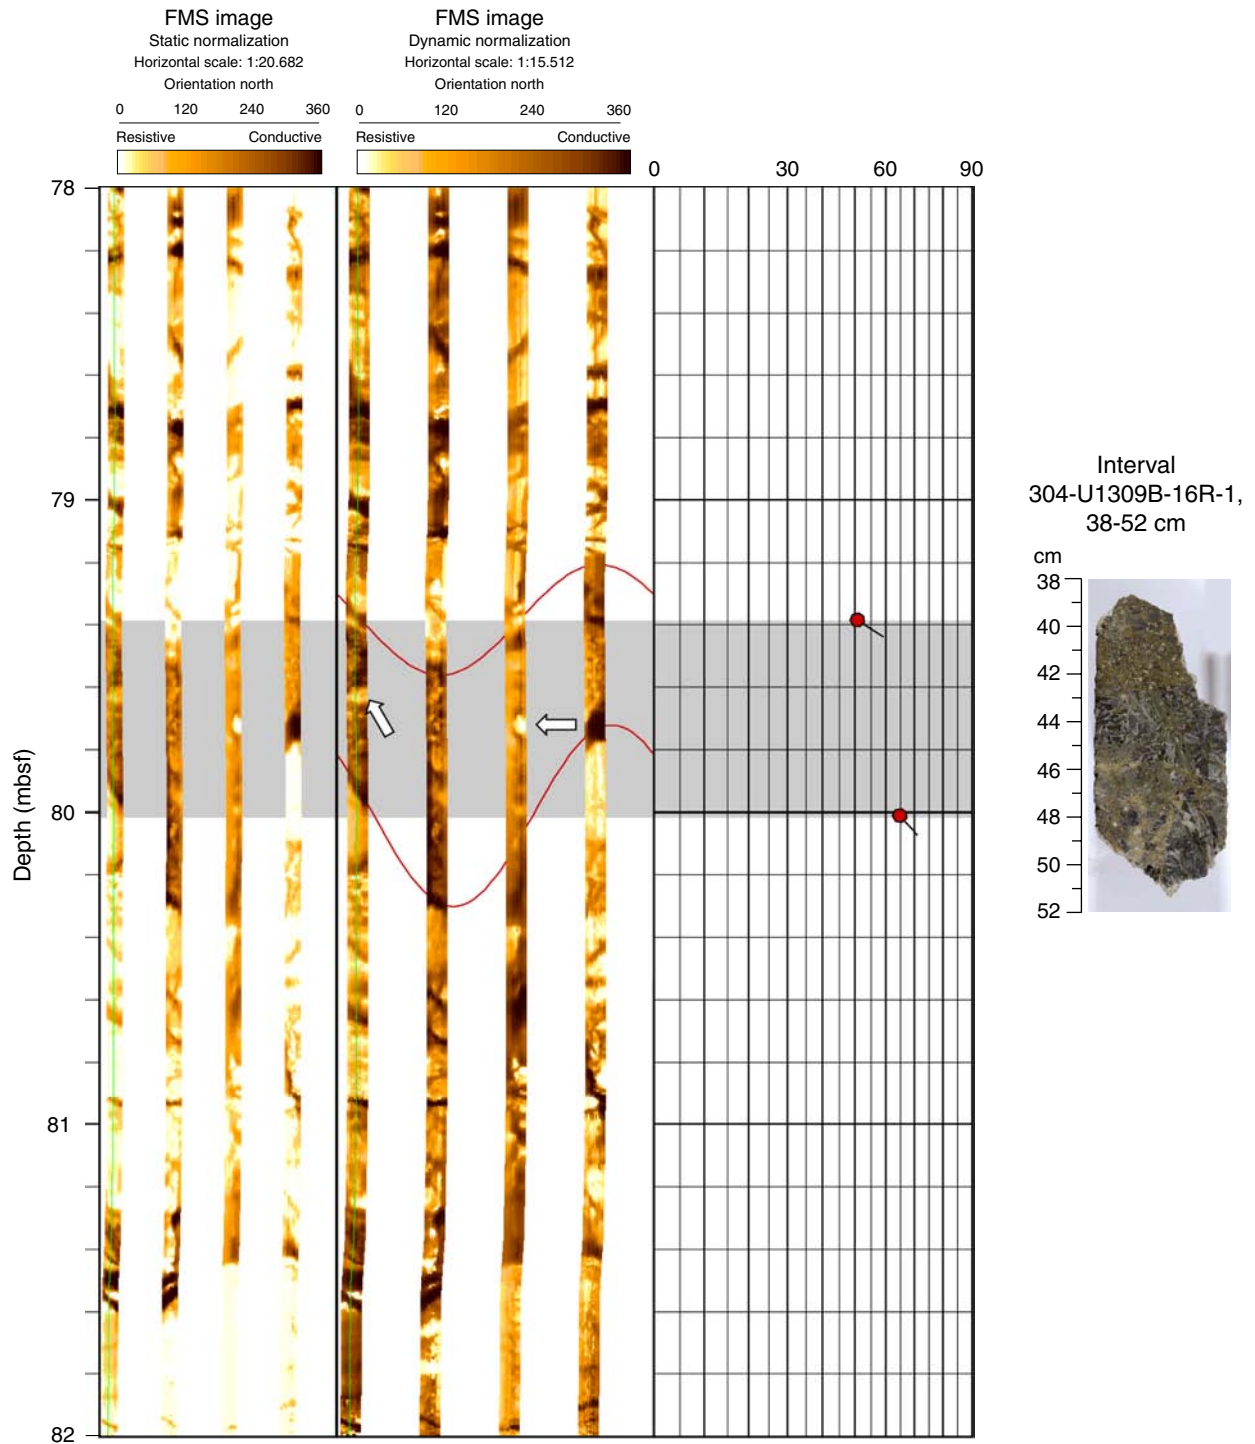 FMS image
Static normalization
Horizontal scale: 1:20.682
Orientation north
0 120 240 360
Resistive Conductive
FMS image
Dynamic normalization
Horizontal scale: 1:15.512
Orientation north
0 120 240 360
Resistive Conductive
0 30 60 90
78
79
80
81
82
Depth (mbsf)
Interval
304-U1309B-16R-1,
38-52 cm
cm
38
40
42
44
46
48
50
52